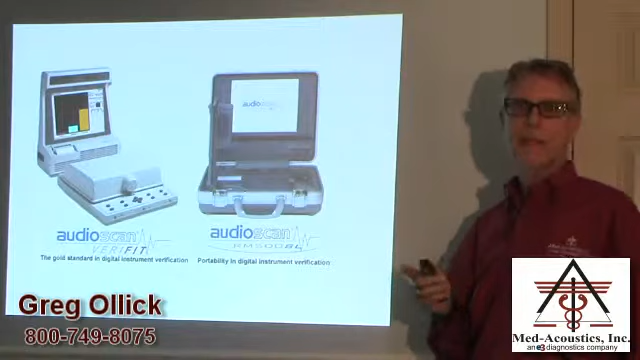 audioscan
audioscan
VERIFIT
The gold standard in digital instrument verification
audioscan
RM500SL
Portability in digital instrument verification
Greg Ollick
800-749-8075
Med-Acoustics, Inc.
an e3 diagnostics company